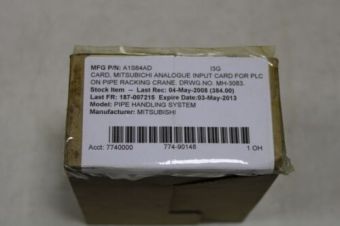 MFG P/N: A1S64AD I3G
CARD, MITSUBICHI ANALOGUE INPUT CARD FOR PLC
ON PIPE RACKING CRANE. DRWG NO. MH-3083.
Stock Item -- Last Rec: 04-May-2008 (384.00)
Last FR: 187-007215 Expire Date:03-May-2013
Model: PIPE HANDLING SYSTEM
Manufacturer: MITSUBISHI
Acct: 7740000 774-90148 1 OH